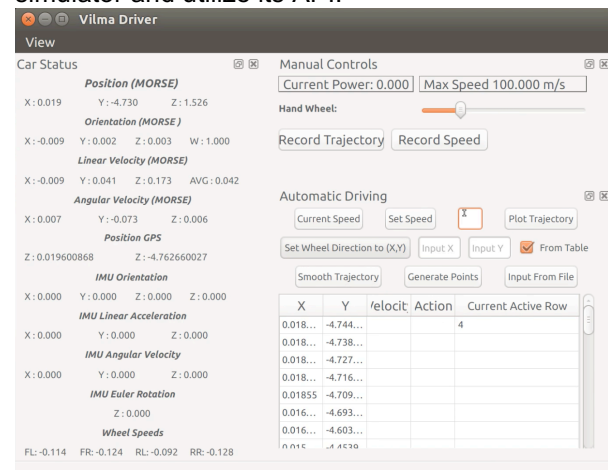 simulator and utilize its API.
Vilma Driver
View
Car Status
Position (MORSE)
X : 0.019 Y : -4.730 Z : 1.526
Orientation (MORSE )
X : -0.009 Y : 0.002 Z : 0.003 W : 1.000
Linear Velocity (MORSE)
X : -0.009 Y : 0.041 Z : 0.173 AVG : 0.042
Angular Velocity (MORSE)
X : 0.007 Y : -0.073 Z : 0.006
Position GPS
Z : 0.019600868 Z : -4.762660027
IMU Orientation
X : 0.000 Y : 0.000 Z : 0.000 Z : 0.000
IMU Linear Acceleration
X : 0.000 Y : 0.000 Z : 0.000
IMU Angular Velocity
X : 0.000 Y : 0.000 Z : 0.000
IMU Euler Rotation
Z : 0.000
Wheel Speeds
FL: -0.114 FR: -0.124 RL: -0.092 RR: -0.128
Manual Controls
Current Power: 0.000 Max Speed 100.000 m/s
Hand Wheel:
Record Trajectory Record Speed
Automatic Driving
Current Speed Set Speed Plot Trajectory
Set Wheel Direction to (X,Y) Input X Input Y From Table
Smooth Trajectory Generate Points Input From File
X Y Velocit Action Current Active Row
0.018... -4.744... 4
0.018... -4.738...
0.018... -4.727...
0.018... -4.716...
0.01855 -4.709...
0.016... -4.693...
0.016... -4.603...
0.015 -4.4539